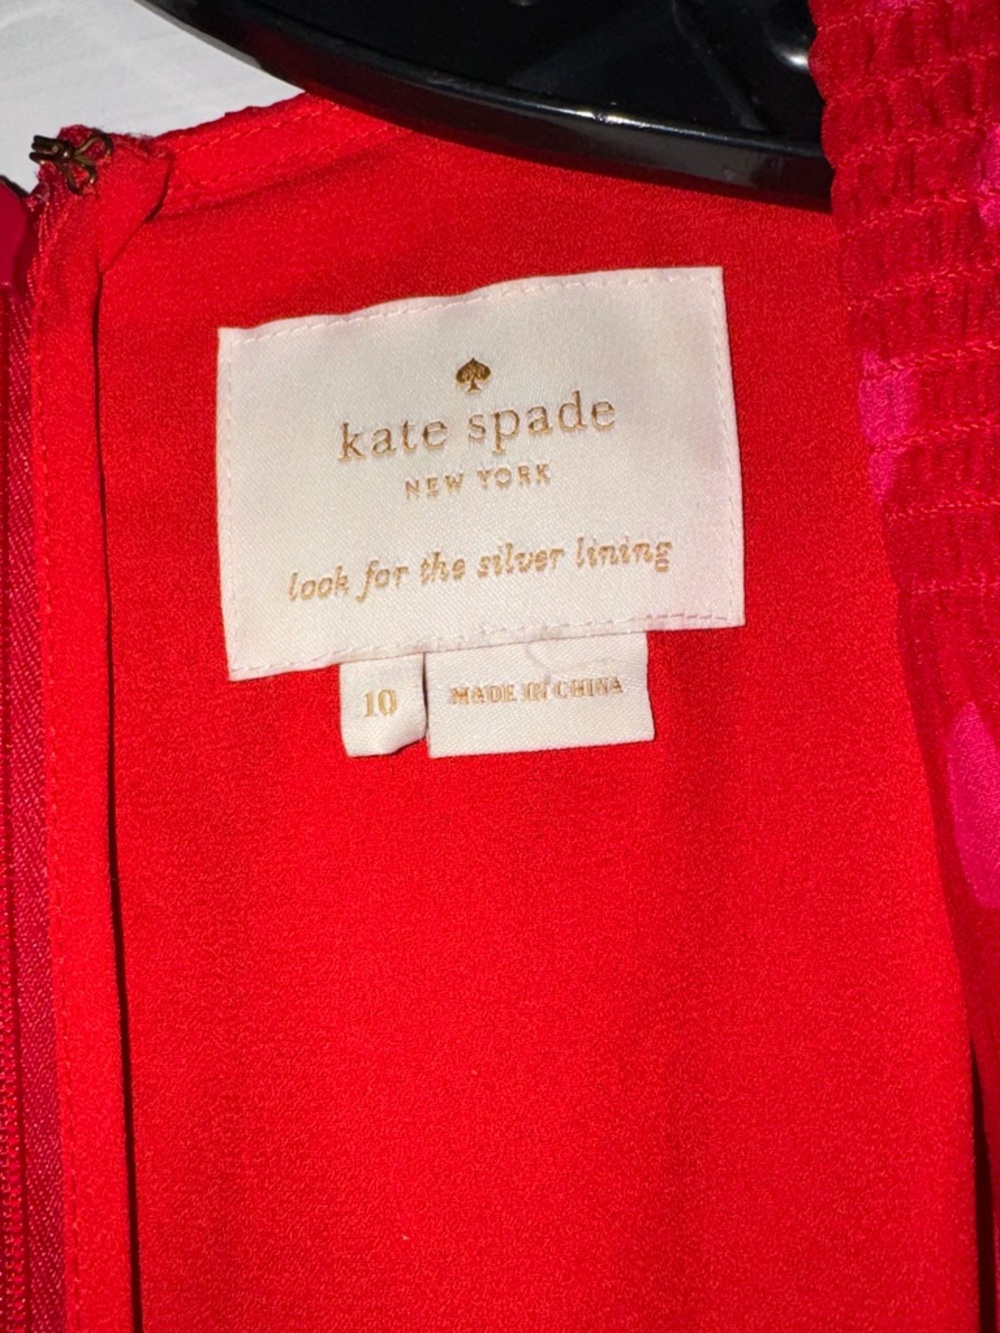 kate spade
NEW YORK
look for the silver lining
10
MADE IN CHINA